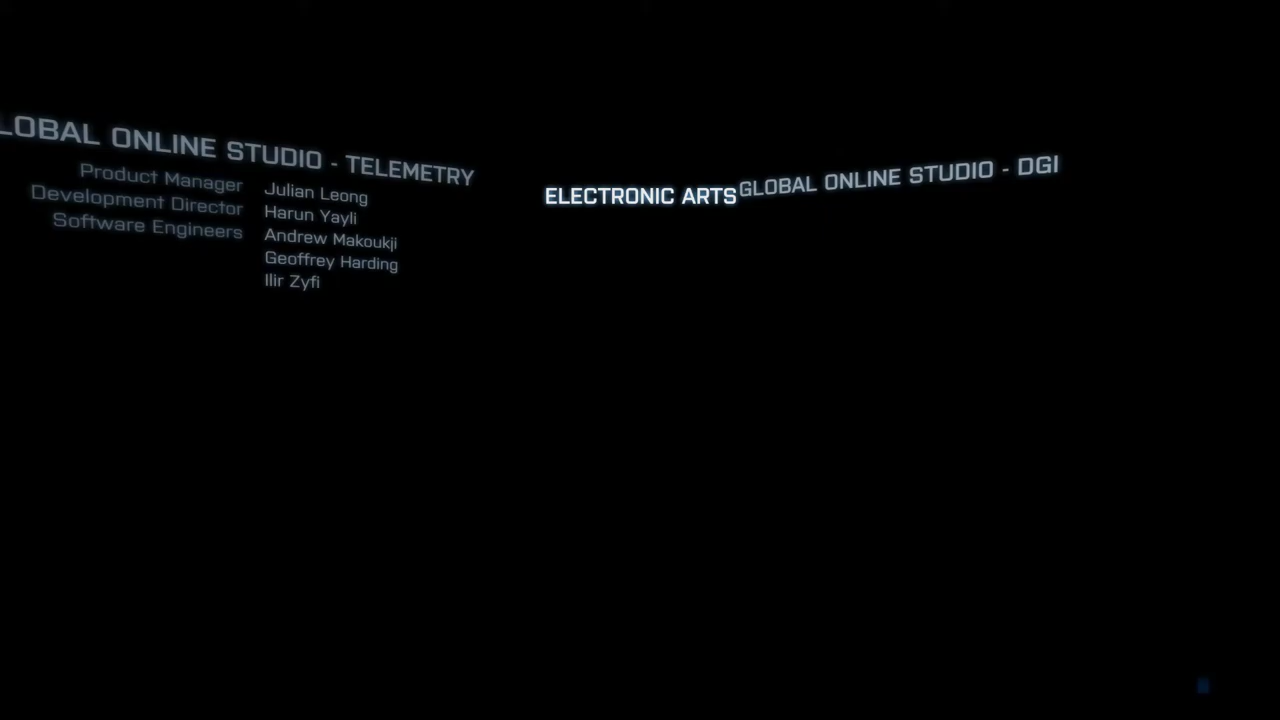 LOBAL ONLINE STUDIO - TELEMETRY
Product Manager Julian Leong
Development Director Harun Yayli
Software Engineers Andrew Makoukji
Geoffrey Harding
Ilir Zyfi
ELECTRONIC ARTS
GLOBAL ONLINE STUDIO - DGI